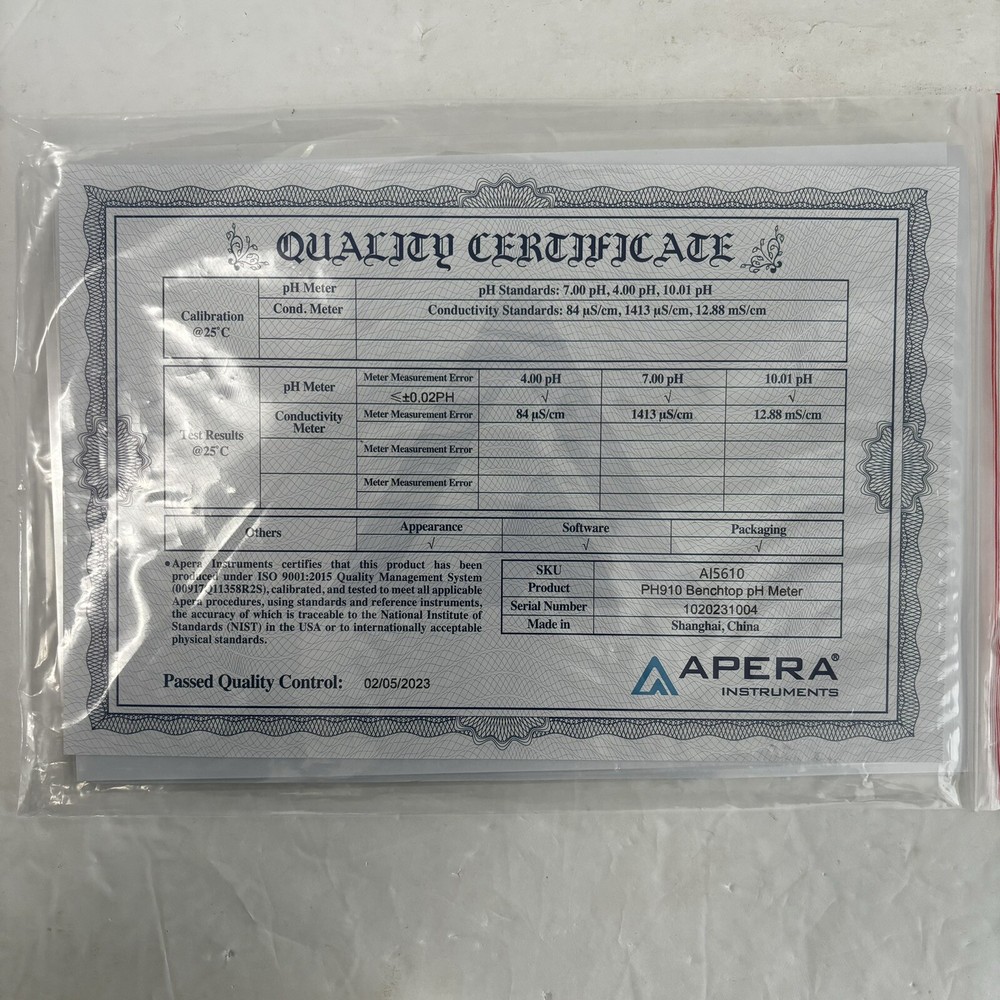 QUALITY CERTIFICATE
Calibration @25°C
pH Meter pH Standards: 7.00 pH, 4.00 pH, 10.01 pH
Cond. Meter Conductivity Standards: 84 μS/cm, 1413 μS/cm, 12.88 mS/cm
Test Results @25°C
pH Meter Meter Measurement Error 4.00 pH 7.00 pH 10.01 pH
≤±0.02PH √ √ √
Conductivity Meter Meter Measurement Error 84 μS/cm 1413 μS/cm 12.88 mS/cm
Meter Measurement Error
Meter Measurement Error
Others Appearance Software Packaging
√ √ √
•Apera Instruments certifies that this product has been
produced under ISO 9001:2015 Quality Management System
(00917Q11358R2S), calibrated, and tested to meet all applicable
Apera procedures, using standards and reference instruments,
the accuracy of which is traceable to the National Institute of
Standards (NIST) in the USA or to internationally acceptable
physical standards.
SKU AI5610
Product PH910 Benchtop pH Meter
Serial Number 1020231004
Made in Shanghai, China
Passed Quality Control: 02/05/2023
APERA®
INSTRUMENTS